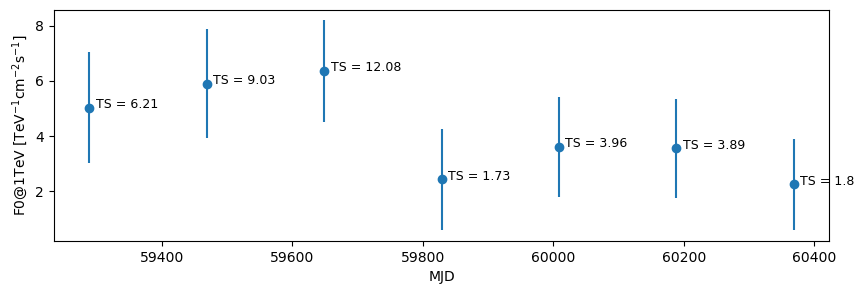 8
6
4
2
F0@1TeV [TeV⁻¹cm⁻²s⁻¹]
TS = 6.21
TS = 9.03
TS = 12.08
TS = 1.73
TS = 3.96
TS = 3.89
TS = 1.8
59400
59600
59800
60000
60200
60400
MJD